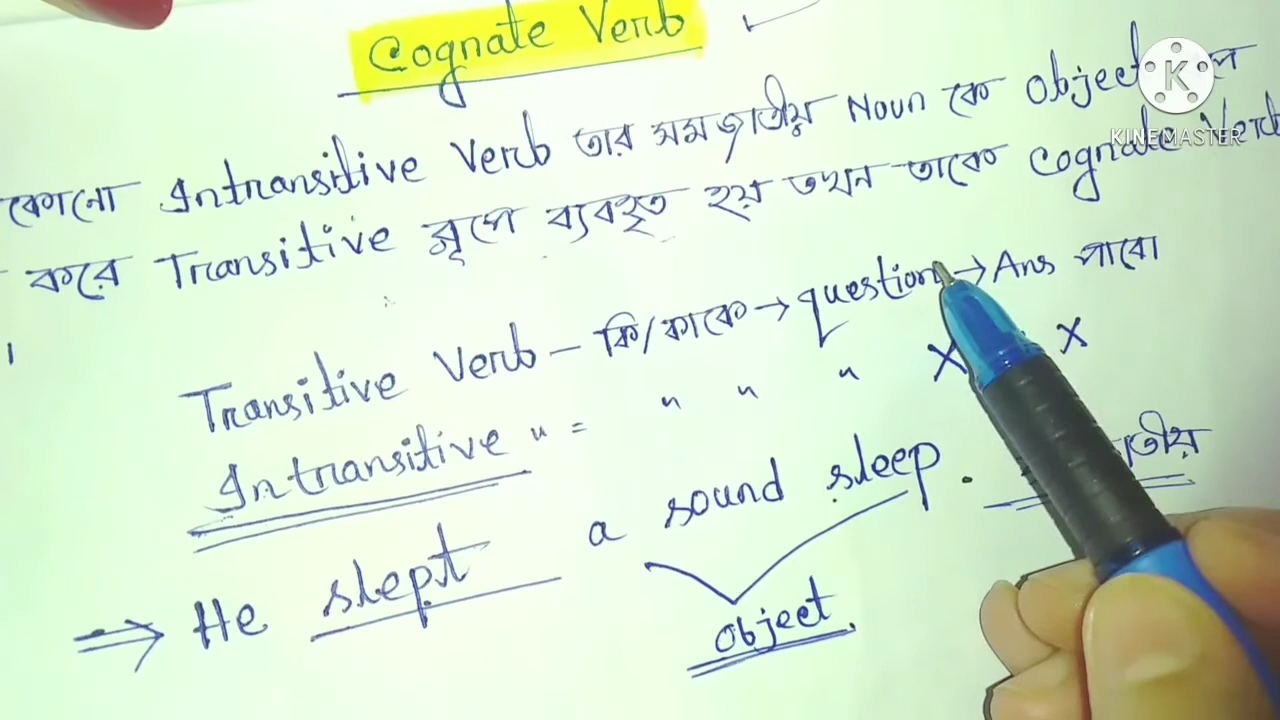 Cognate Verb
কোনো Intransitive Verb তার সমজাতীয় Noun কে Object
করে Transitive রূপে ব্যবহৃত হয় তখন তাকে Cognate Verb
।
Transitive Verb – কি/কাকে → question → Ans পাবো
Intransitive " = " " " × ×
⇒ He slept a sound sleep.
object.
KINEMASTER